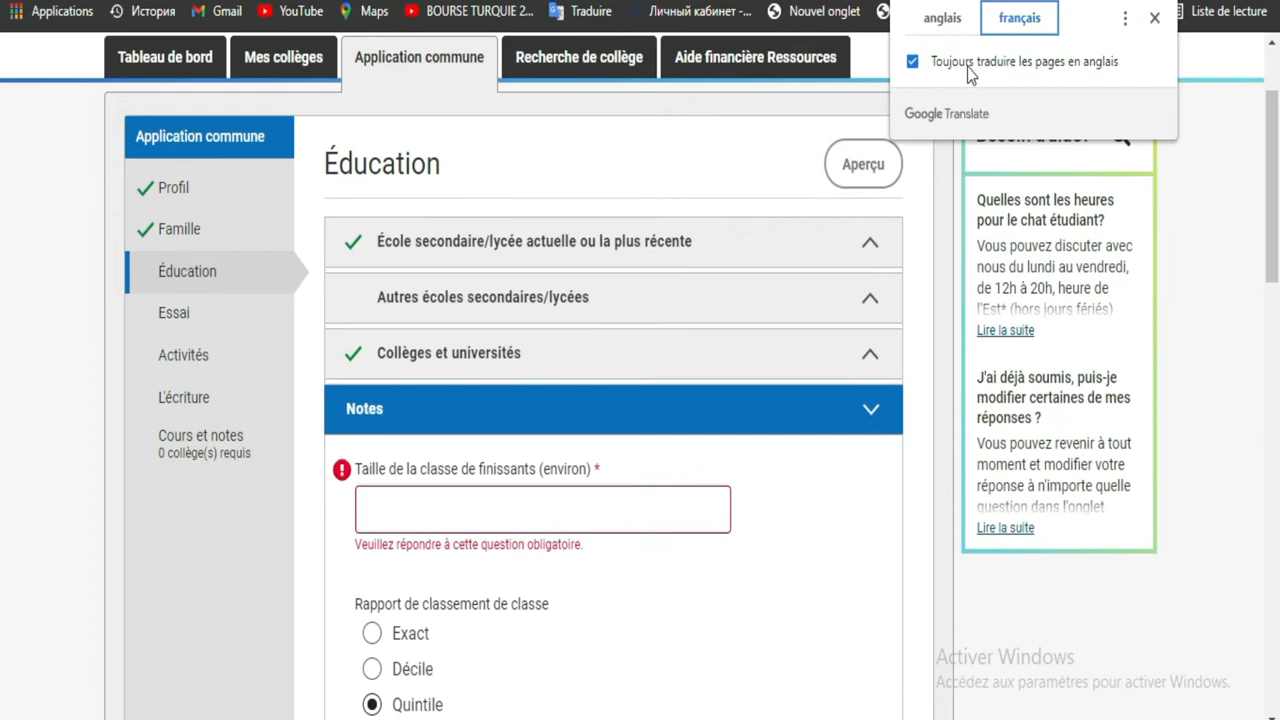 Applications История Gmail YouTube Maps BOURSE TURQUIE 2... Traduire Личный кабинет -... Nouvel onglet Liste de lecture
anglais français
Toujours traduire les pages en anglais
Google Translate
Tableau de bord Mes collèges Application commune Recherche de collège Aide financière Ressources
Application commune
Profil
Famille
Éducation
Essai
Activités
L'écriture
Cours et notes
0 collège(s) requis
Éducation
Aperçu
École secondaire/lycée actuelle ou la plus récente
Autres écoles secondaires/lycées
Collèges et universités
Notes
Taille de la classe de finissants (environ) *
Veuillez répondre à cette question obligatoire.
Rapport de classement de classe
Exact
Décile
Quintile
Besoin d'aide?
Quelles sont les heures
pour le chat étudiant?
Vous pouvez discuter avec
nous du lundi au vendredi,
de 12h à 20h, heure de
l'Est* (hors jours fériés)
Lire la suite
J'ai déjà soumis, puis-je
modifier certaines de mes
réponses ?
Vous pouvez revenir à tout
moment et modifier votre
réponse à n'importe quelle
question dans l'onglet
Lire la suite
Activer Windows
Accédez aux paramètres pour activer Windows.